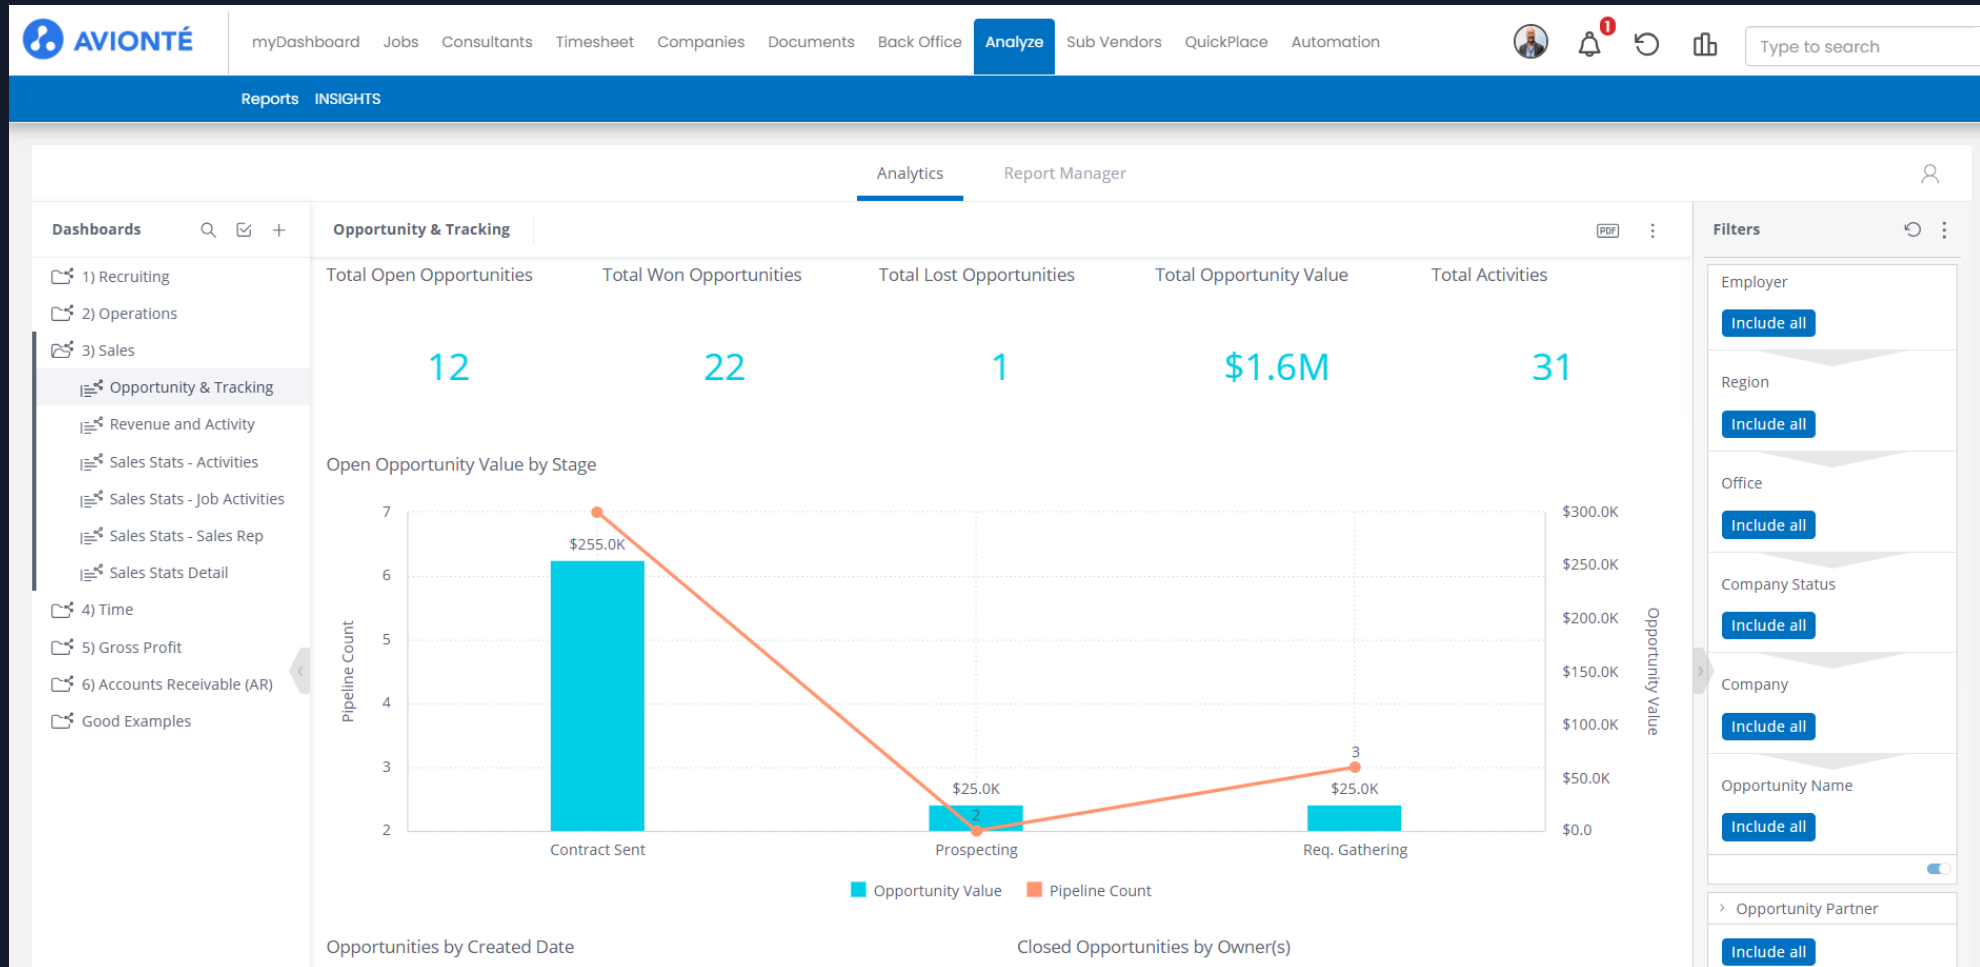 AVIONTÉ
myDashboard Jobs Consultants Timesheet Companies Documents Back Office Analyze Sub Vendors QuickPlace Automation
1
Type to search
Reports INSIGHTS
Analytics Report Manager
Dashboards
1) Recruiting
2) Operations
3) Sales
Opportunity & Tracking
Revenue and Activity
Sales Stats - Activities
Sales Stats - Job Activities
Sales Stats - Sales Rep
Sales Stats Detail
4) Time
5) Gross Profit
6) Accounts Receivable (AR)
Good Examples
Opportunity & Tracking
PDF
Total Open Opportunities Total Won Opportunities Total Lost Opportunities Total Opportunity Value Total Activities
12 22 1 $1.6M 31
Open Opportunity Value by Stage
Pipeline Count
7
6
5
4
3
2
$255.0K
$25.0K
2
3
$25.0K
$300.0K
$250.0K
$200.0K
$150.0K
$100.0K
$50.0K
$0.0
Opportunity Value
Contract Sent Prospecting Req. Gathering
Opportunity Value Pipeline Count
Opportunities by Created Date Closed Opportunities by Owner(s)
Filters
Employer
Include all
Region
Include all
Office
Include all
Company Status
Include all
Company
Include all
Opportunity Name
Include all
Opportunity Partner
Include all